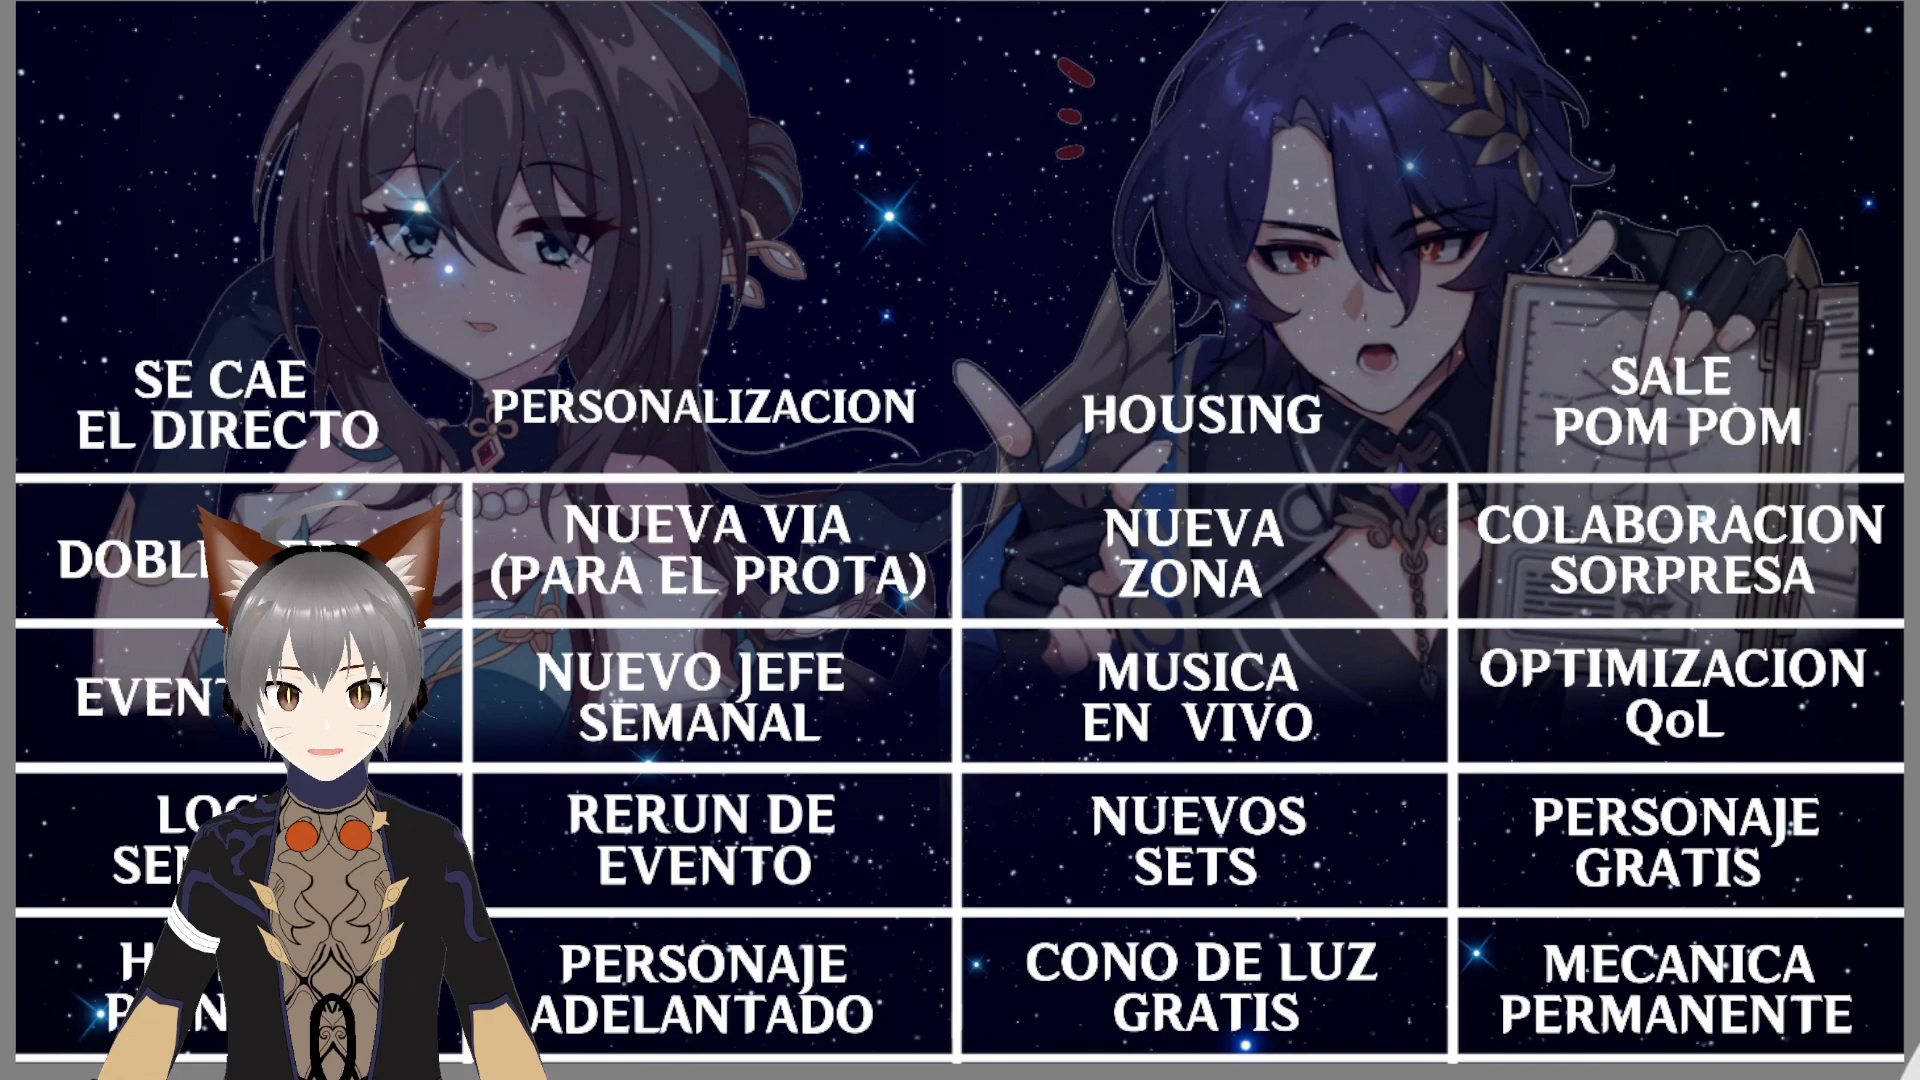 SE CAE
EL DIRECTO
PERSONALIZACION
HOUSING
SALE
POM POM
NUEVA VIA
(PARA EL PROTA)
NUEVA
ZONA
COLABORACION
SORPRESA
NUEVO JEFE
SEMANAL
MUSICA
EN VIVO
OPTIMIZACION
QoL
RERUN DE
EVENTO
NUEVOS
SETS
PERSONAJE
GRATIS
PERSONAJE
ADELANTADO
CONO DE LUZ
GRATIS
MECANICA
PERMANENTE